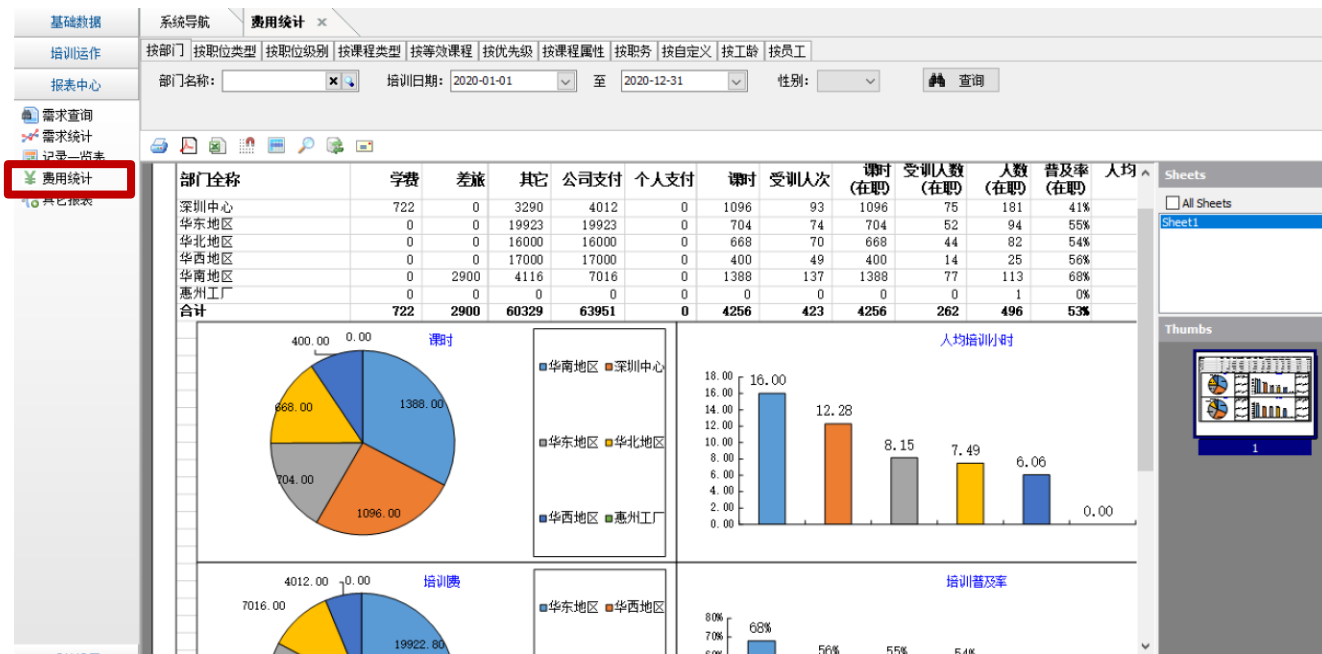 基础数据
培训运作
报表中心
需求查询
需求统计
记录一览表
费用统计
其它报表
系统导航 费用统计 ×
按部门 按职位类型 按职位级别 按课程类型 按等效课程 按优先级 按课程属性 按职务 按自定义 按工龄 按员工
部门名称: 培训日期: 2020-01-01 至 2020-12-31 性别: 查询
部门全称 学费 差旅 其它 公司支付 个人支付 课时 受训人次 课时(在职) 受训人数(在职) 人数(在职) 普及率(在职) 人均
深圳中心 722 0 3290 4012 0 1096 93 1096 75 181 41%
华东地区 0 0 19923 19923 0 704 74 704 52 94 55%
华北地区 0 0 16000 16000 0 668 70 668 44 82 54%
华西地区 0 0 17000 17000 0 400 49 400 14 25 56%
华南地区 0 2900 4116 7016 0 1388 137 1388 77 113 68%
惠州工厂 0 0 0 0 0 0 0 0 0 1 0%
合计 722 2900 60329 63951 0 4256 423 4256 262 496 53%
课时
400.00 0.00
668.00 1388.00
704.00
1096.00
华南地区 深圳中心
华东地区 华北地区
华西地区 惠州工厂
人均培训小时
18.00
16.00
14.00
12.00
10.00
8.00
6.00
4.00
2.00
0.00
16.00 12.28 8.15 7.49 6.06 0.00
培训费
4012.00 0.00
7016.00
19922.80
华东地区 华西地区
培训普及率
80%
70%
68% 56% 55% 54%
Sheets
All Sheets
Sheet1
Thumbs
1